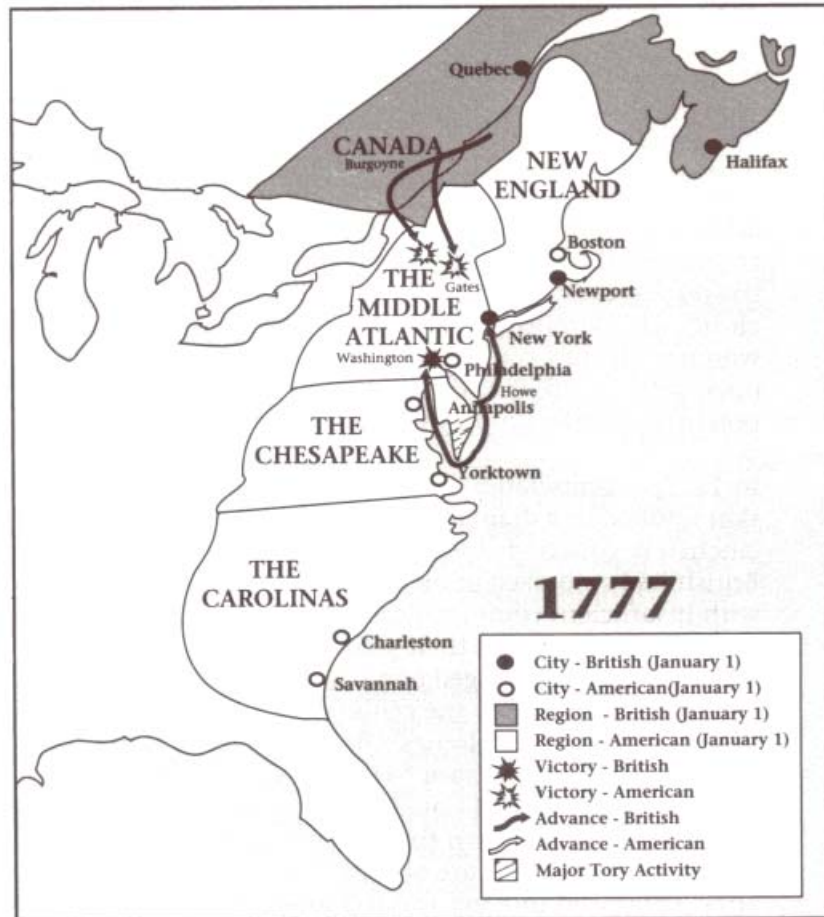 Quebec
CANADA
Burgoyne
NEW
ENGLAND
Halifax
Boston
Gates
Newport
THE
MIDDLE
ATLANTIC
New York
Washington
Philadelphia
Howe
Annapolis
THE
CHESAPEAKE
Yorktown
THE
CAROLINAS
Charleston
Savannah
1777
City - British (January 1)
City - American(January 1)
Region - British (January 1)
Region - American (January 1)
Victory - British
Victory - American
Advance - British
Advance - American
Major Tory Activity